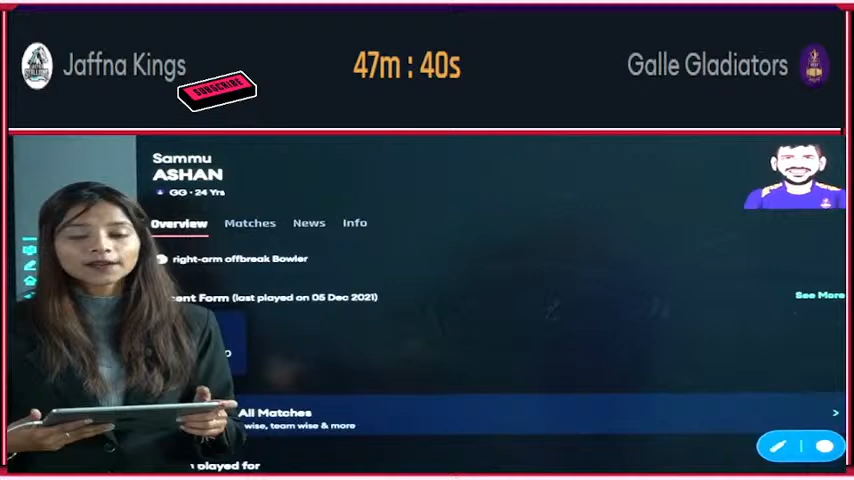 Jaffna Kings
SUBSCRIBE
47m : 40s
Galle Gladiators
Sammu
ASHAN
GG · 24 Yrs
Overview Matches News Info
right-arm offbreak Bowler
ent Form (last played on 05 Dec 2021)
See More
o
All Matches
wise, team wise & more
played for